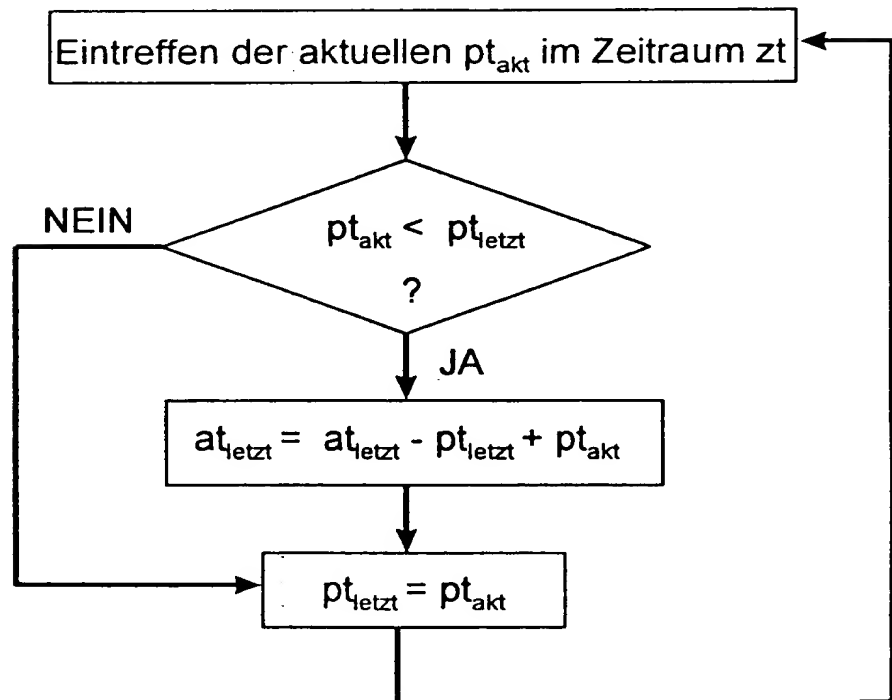 Eintreffen der aktuellen pt_akt im Zeitraum zt
NEIN
pt_akt < pt_letzt
?
JA
at_letzt = at_letzt - pt_letzt + pt_akt
pt_letzt = pt_akt